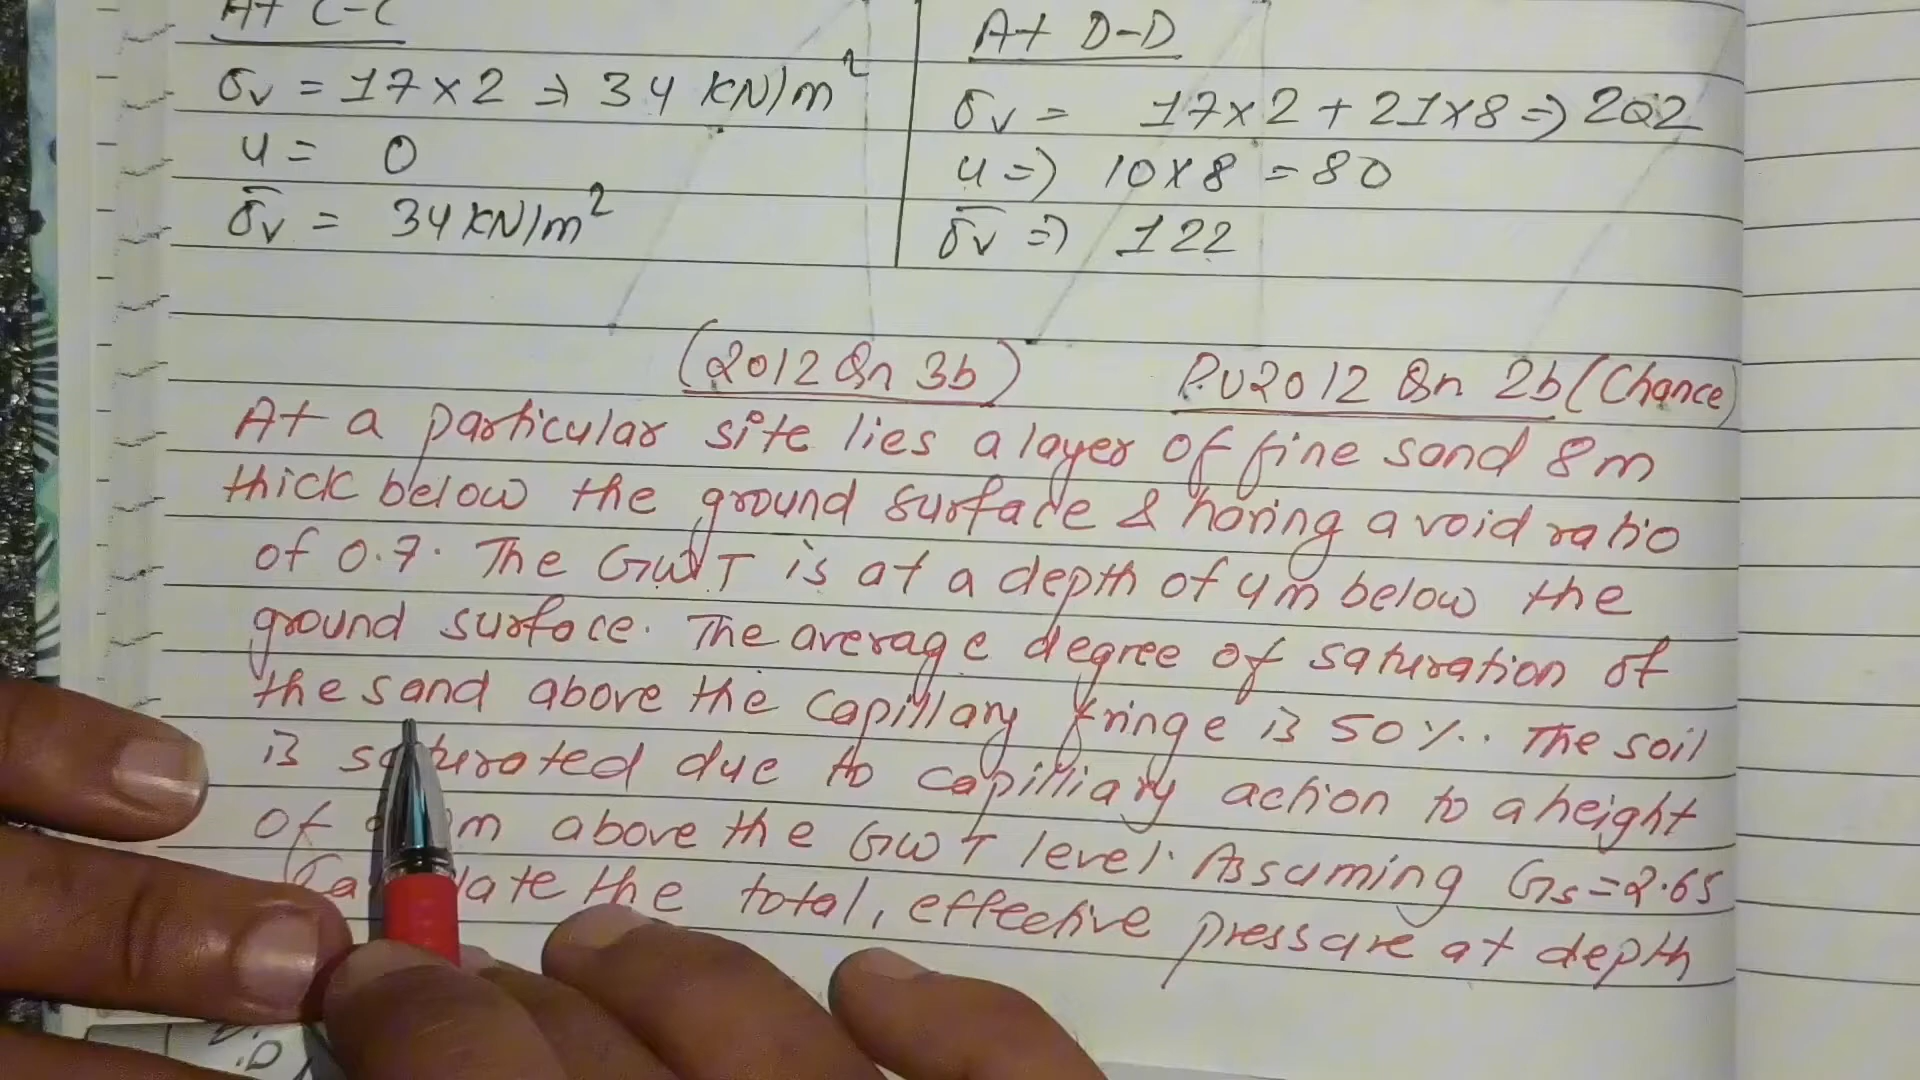 At C-C
σv = 17×2 ⇒ 34 KN/m²
u = 0
σ̄v = 34 KN/m²
At D-D
σv = 17×2 + 21×8 ⇒ 202
u ⇒ 10×8 = 80
σ̄v ⇒ 122
(2012 Qn 3b) P.U 2012 Qn 2b (Chance)
At a particular site lies a layer of fine sand 8m
thick below the ground surface & having a void ratio
of 0.7. The GWT is at a depth of 4m below the
ground surface. The average degree of saturation of
the sand above the capillary fringe is 50%. The soil
is saturated due to capilliary action to a height
of m above the GWT level. Assuming Gs=2.65
the total, effective pressure at depth